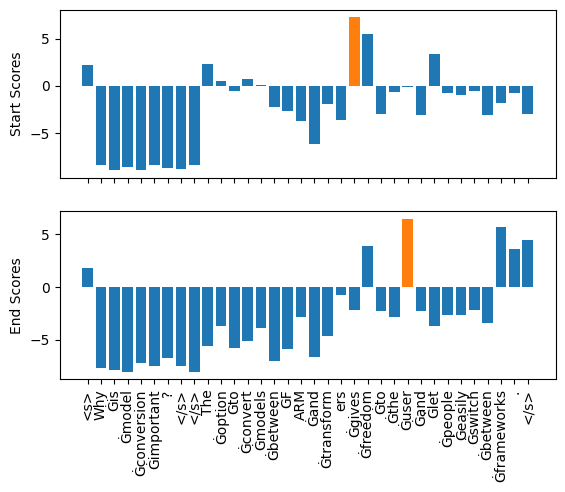 Start Scores
5
0
−5
End Scores
5
0
−5
<s>
Why
Ġis
Ġmodel
Ġconversion
Ġimportant
?
</s>
</s>
The
Ġoption
Ġto
Ġconvert
Ġmodels
Ġbetween
ĠF
ARM
Ġand
Ġtransform
ers
Ġgives
Ġfreedom
Ġto
Ġthe
Ġuser
Ġand
Ġlet
Ġpeople
Ġeasily
Ġswitch
Ġbetween
Ġframeworks
.
</s>